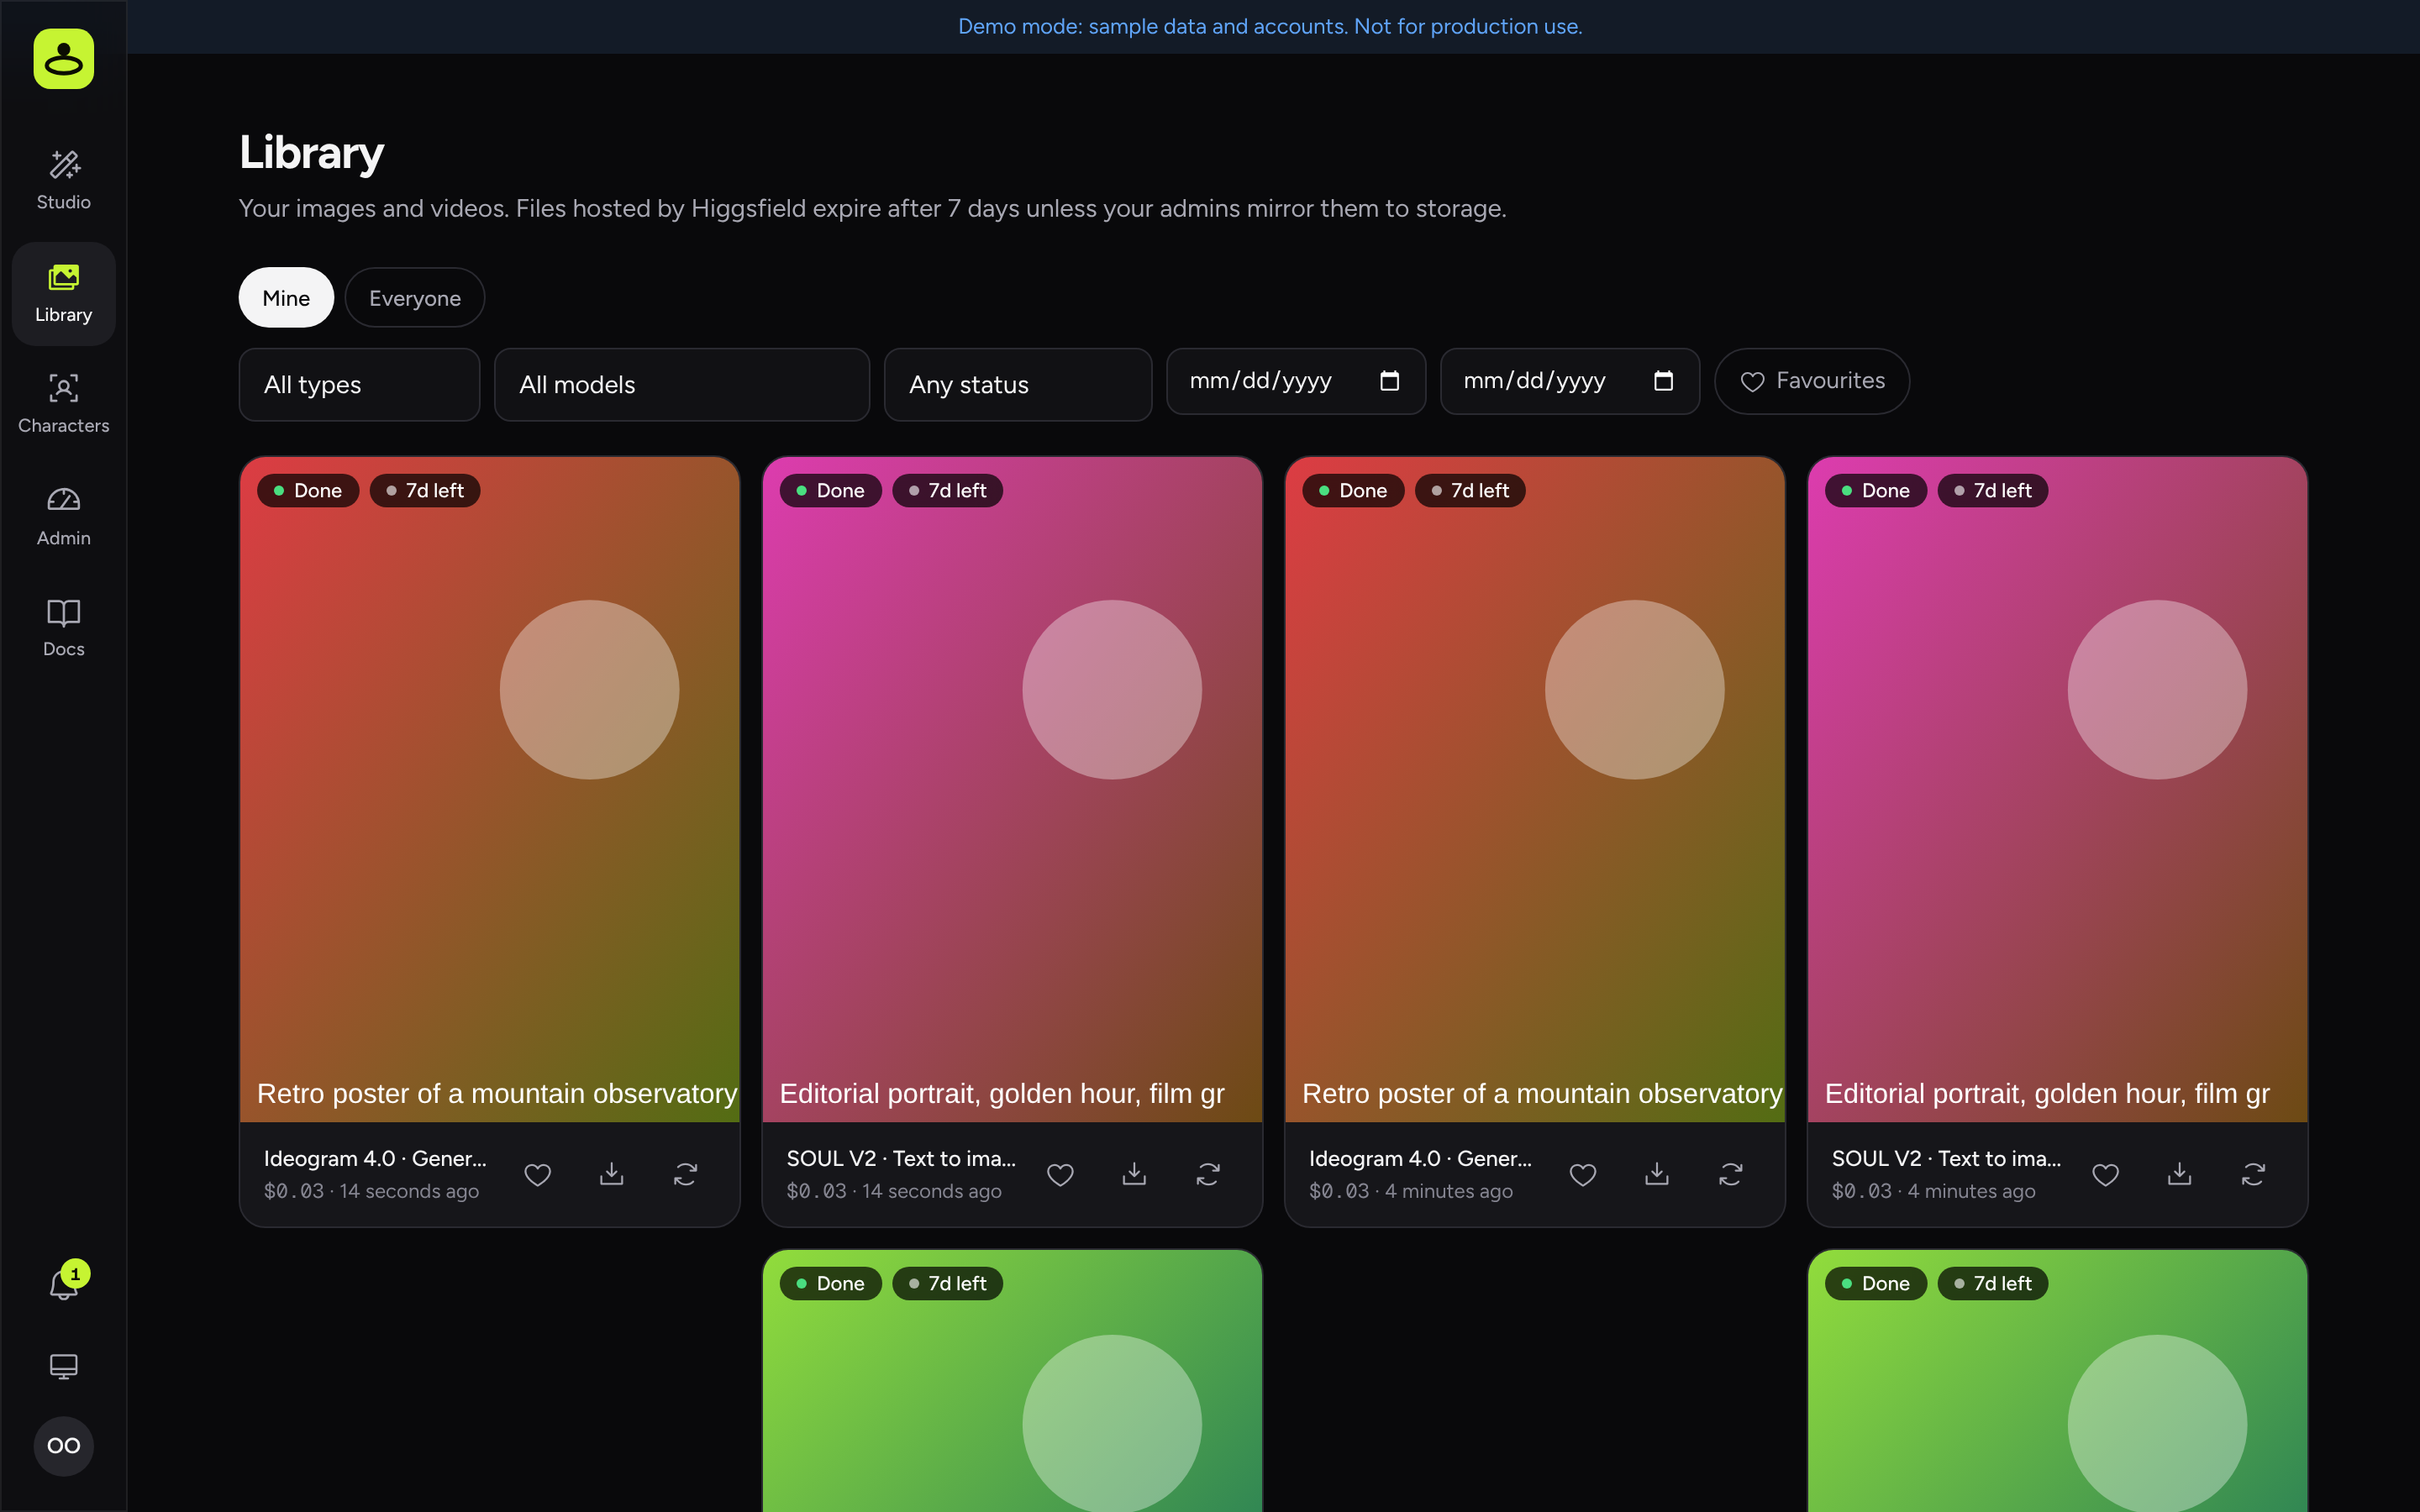 Demo mode: sample data and accounts. Not for production use.
Studio
Library
Characters
Admin
Docs
1
OO
Library
Your images and videos. Files hosted by Higgsfield expire after 7 days unless your admins mirror them to storage.
Mine
Everyone
All types
All models
Any status
mm/dd/yyyy
mm/dd/yyyy
Favourites
Done
7d left
Retro poster of a mountain observatory
Ideogram 4.0 · Gener...
$0.03 · 14 seconds ago
Done
7d left
Editorial portrait, golden hour, film gr
SOUL V2 · Text to ima...
$0.03 · 14 seconds ago
Done
7d left
Retro poster of a mountain observatory
Ideogram 4.0 · Gener...
$0.03 · 4 minutes ago
Done
7d left
Editorial portrait, golden hour, film gr
SOUL V2 · Text to ima...
$0.03 · 4 minutes ago
Done
7d left
Done
7d left